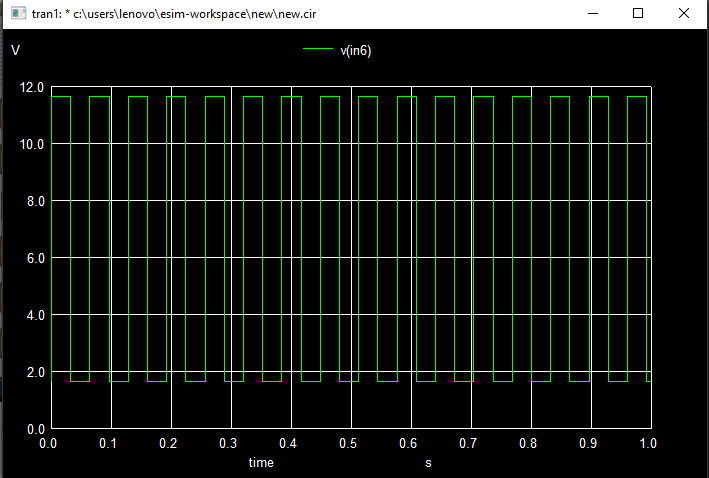 tran1: * c:\users\lenovo\esim-workspace\new\new.cir
V
v(in6)
12.0
10.0
8.0
6.0
4.0
2.0
0.0
0.0 0.1 0.2 0.3 0.4 0.5 0.6 0.7 0.8 0.9 1.0
time s